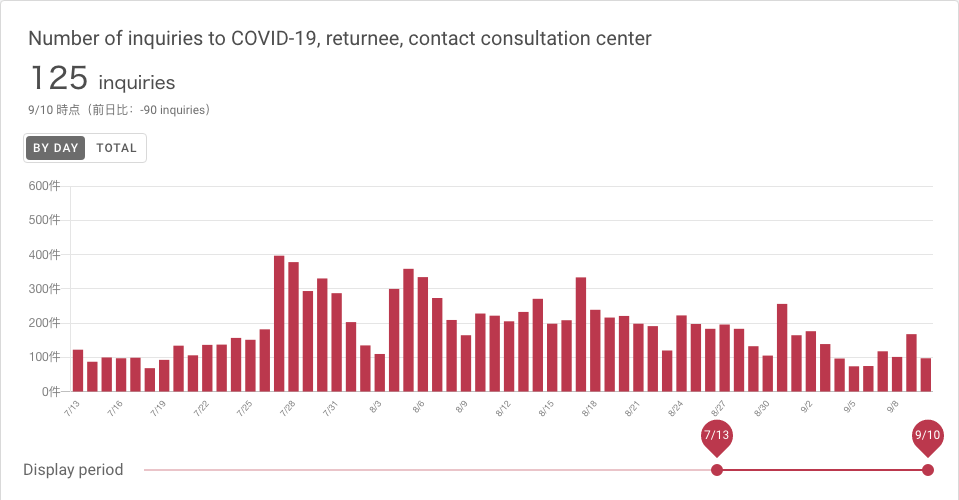 Number of inquiries to COVID-19, returnee, contact consultation center
125 inquiries
9/10 時点（前日比： -90 inquiries）
BY DAY TOTAL
600件
500件
400件
300件
200件
100件
0件
7/13 7/16 7/19 7/22 7/25 7/28 7/31 8/3 8/6 8/9 8/12 8/15 8/18 8/21 8/24 8/27 8/30 9/2 9/5 9/8
7/13 9/10
Display period